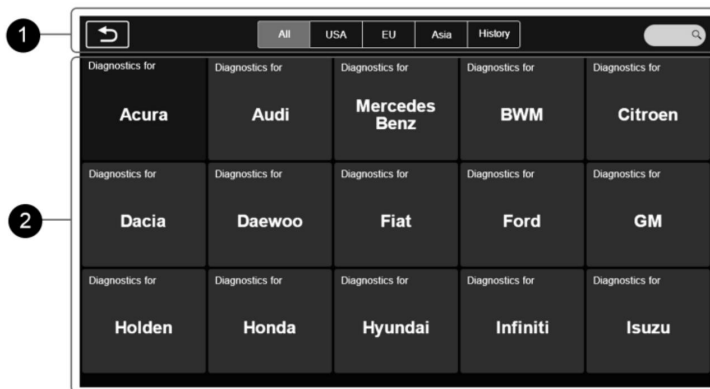 1
All USA EU Asia History
2
Diagnostics for Diagnostics for Diagnostics for Diagnostics for Diagnostics for
Acura Audi Mercedes Benz BWM Citroen
Diagnostics for Diagnostics for Diagnostics for Diagnostics for Diagnostics for
Dacia Daewoo Fiat Ford GM
Diagnostics for Diagnostics for Diagnostics for Diagnostics for Diagnostics for
Holden Honda Hyundai Infiniti Isuzu